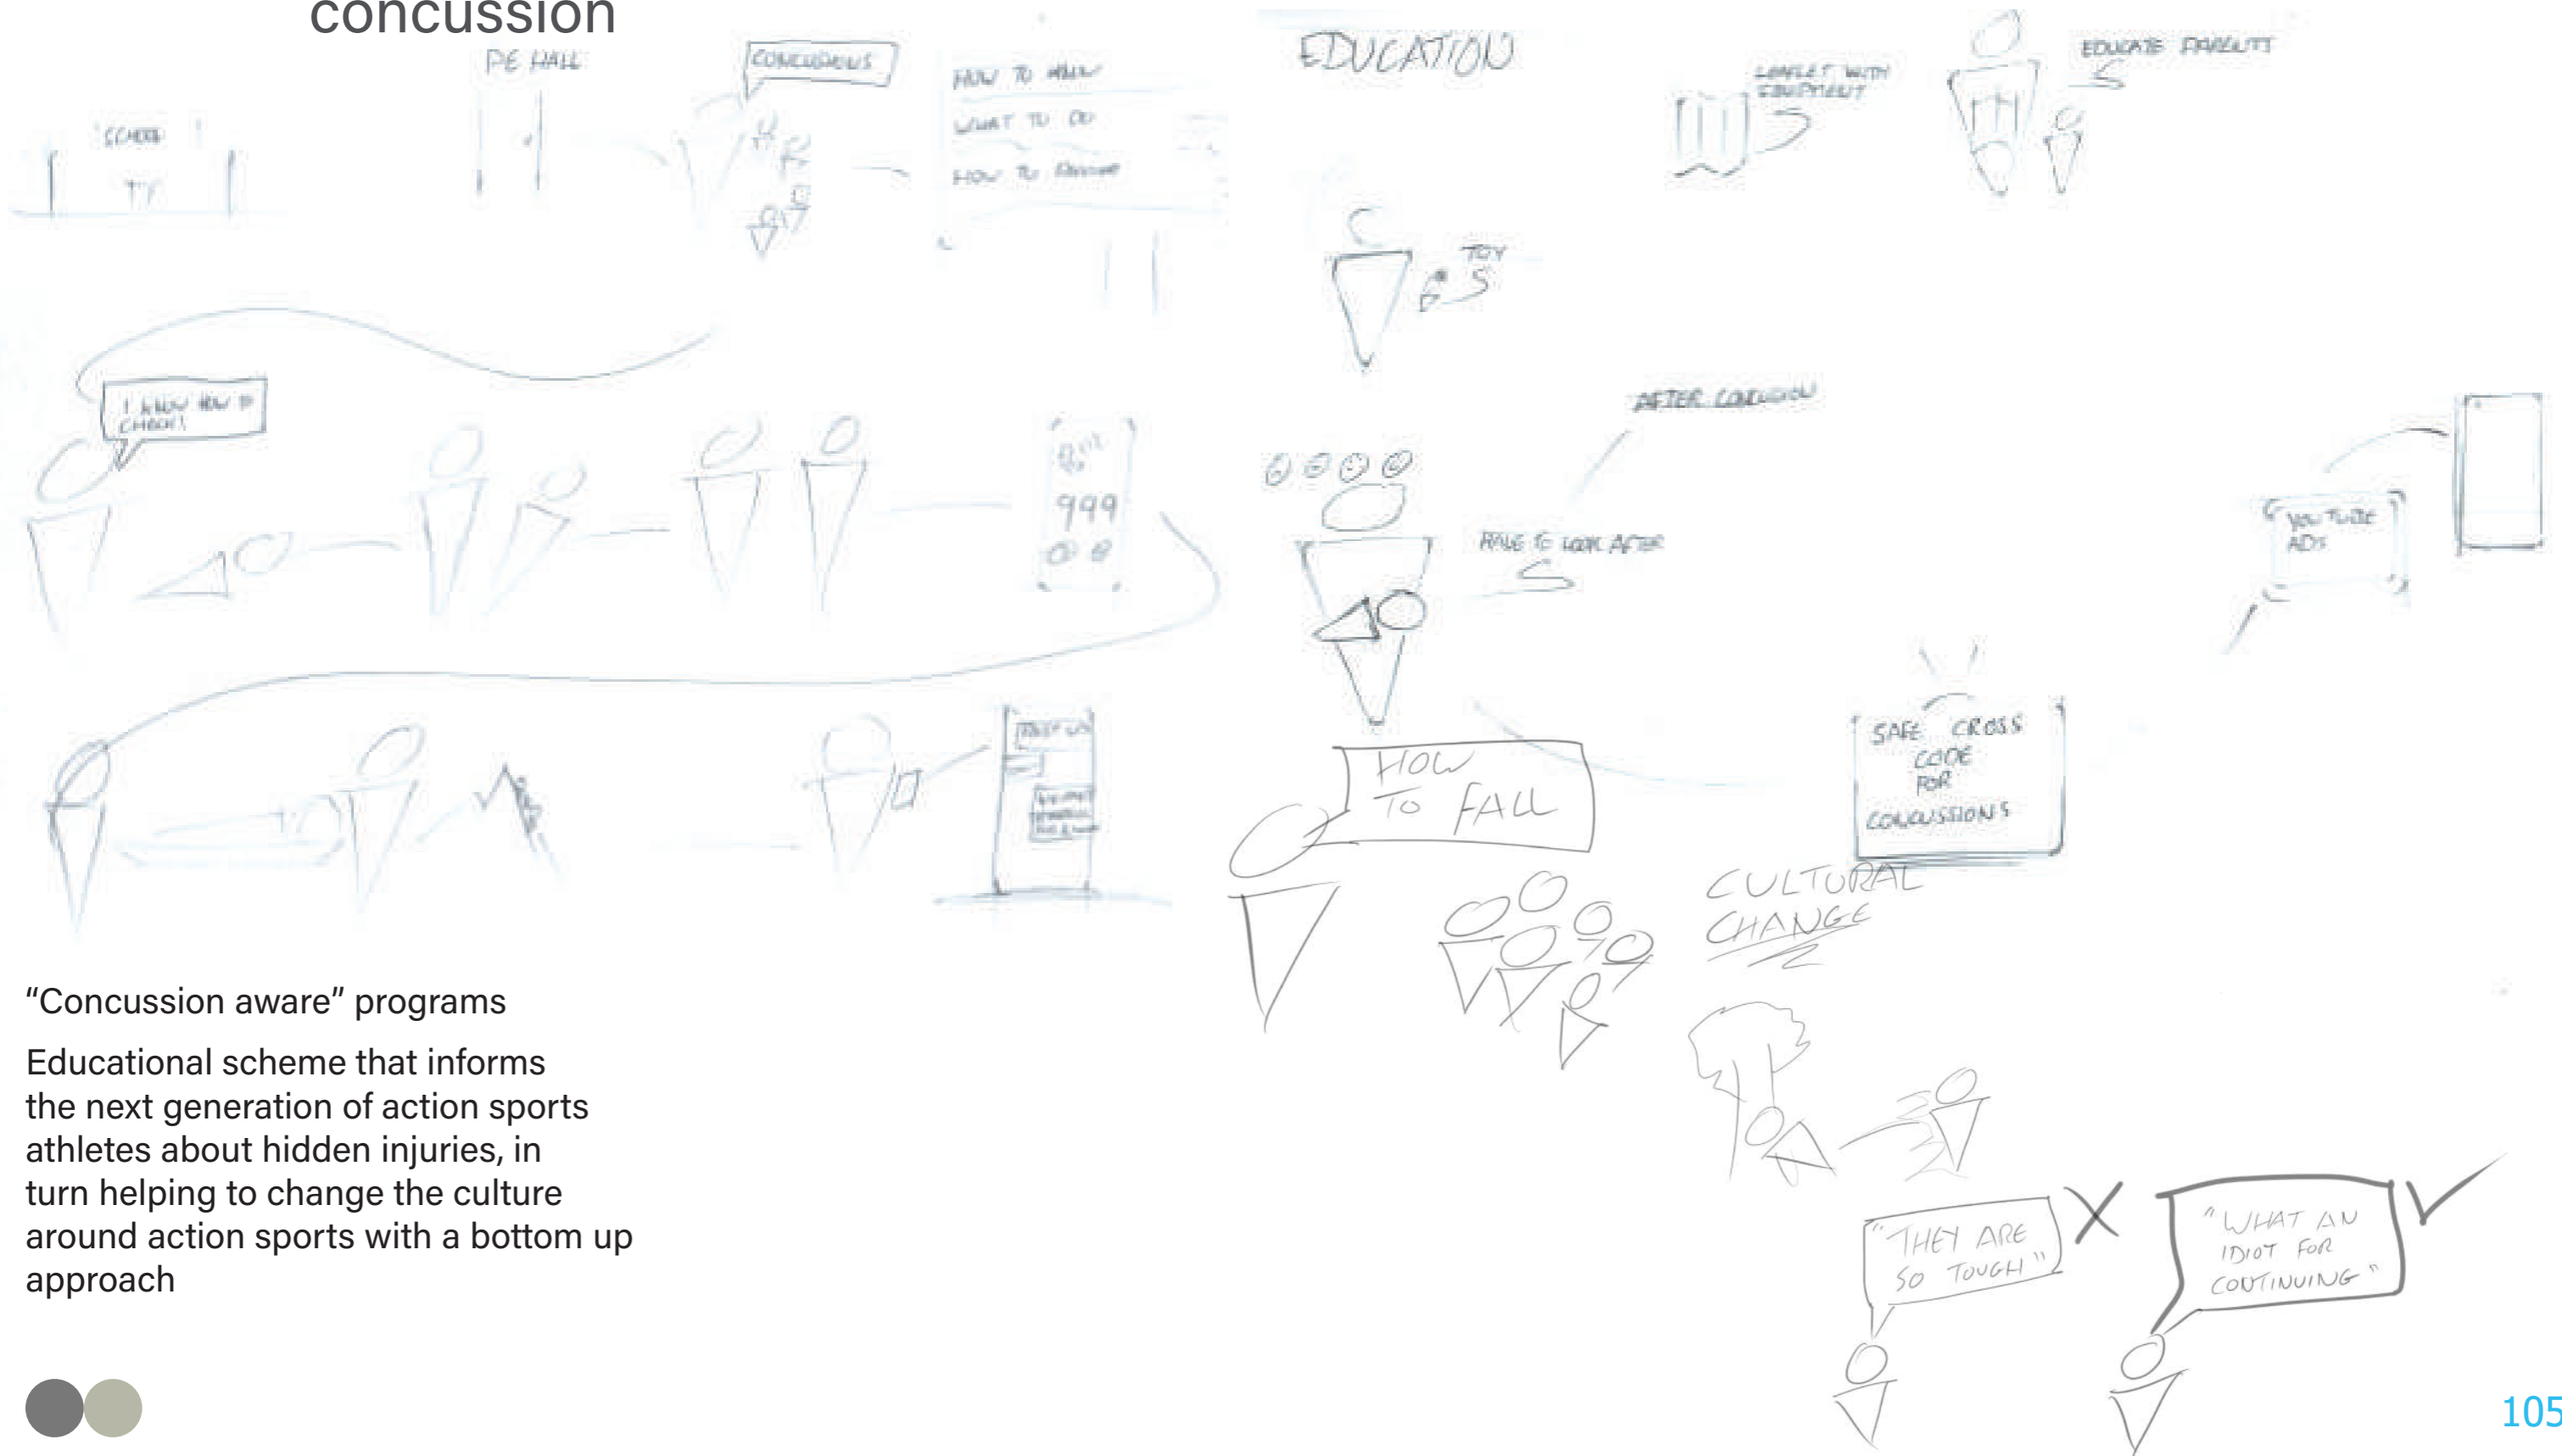 concussion
PE HALL
CONCUSSIONS
SCHOOL
HOW TO
WHAT TO DO
HOW TO
EDUCATION
LEAFLET WITH
EQUIPMENT
EDUCATE PARENTS
TOY
I KNOW HOW TO
CHECK!
999
AFTER CONCUSSION
HAVE TO LOOK AFTER
YOUTUBE
ADS
HOW
TO FALL
SAFE CROSS
CODE
FOR
CONCUSSIONS
CULTURAL
CHANGE
“Concussion aware” programs
Educational scheme that informs
the next generation of action sports
athletes about hidden injuries, in
turn helping to change the culture
around action sports with a bottom up
approach
"THEY ARE
SO TOUGH"
"WHAT AN
IDIOT FOR
CONTINUING"
105